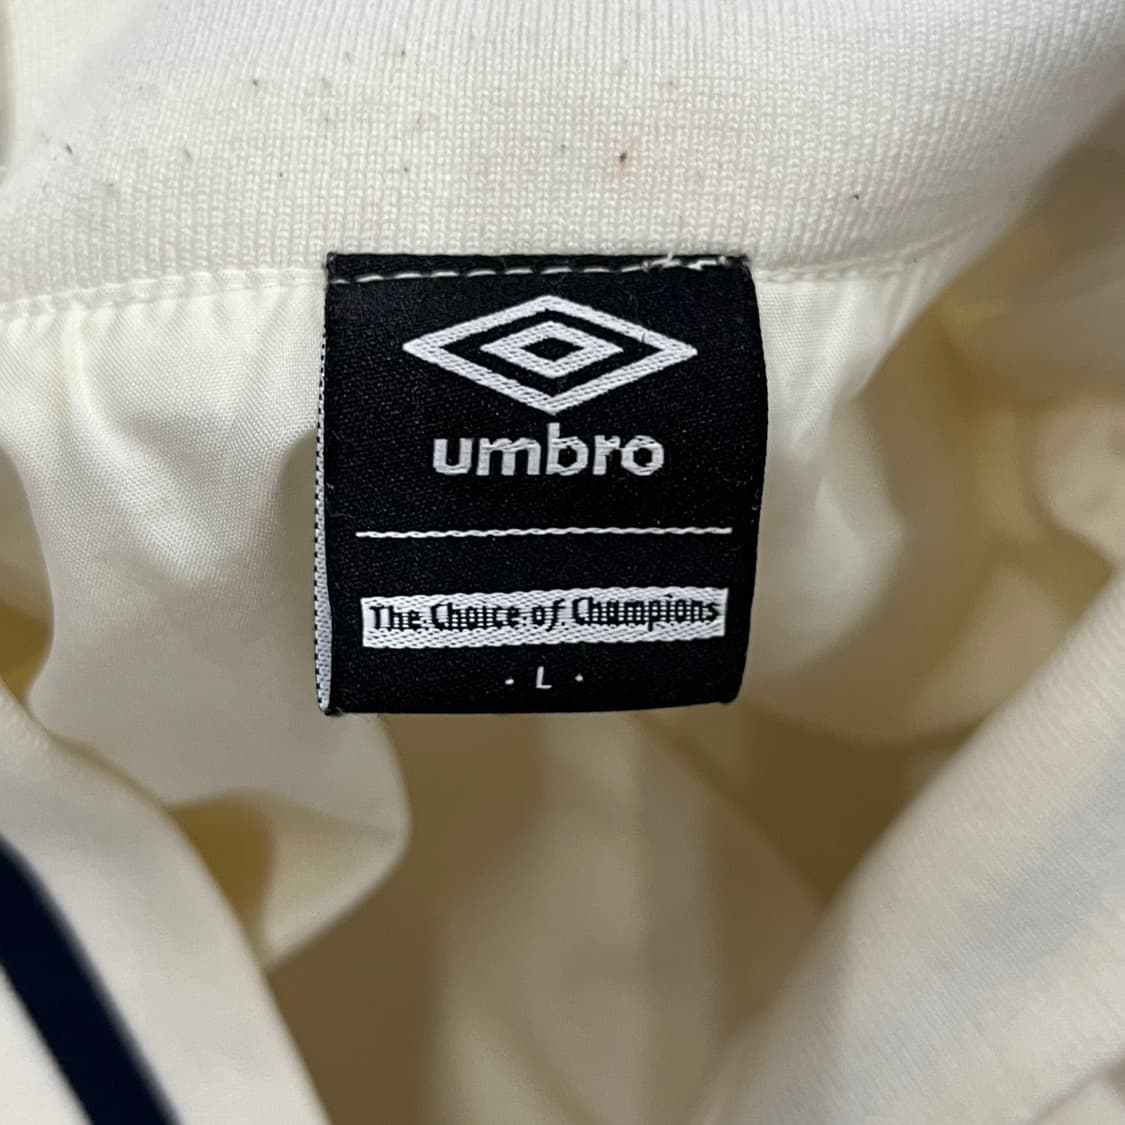 umbro
The Choice of Champions
· L ·